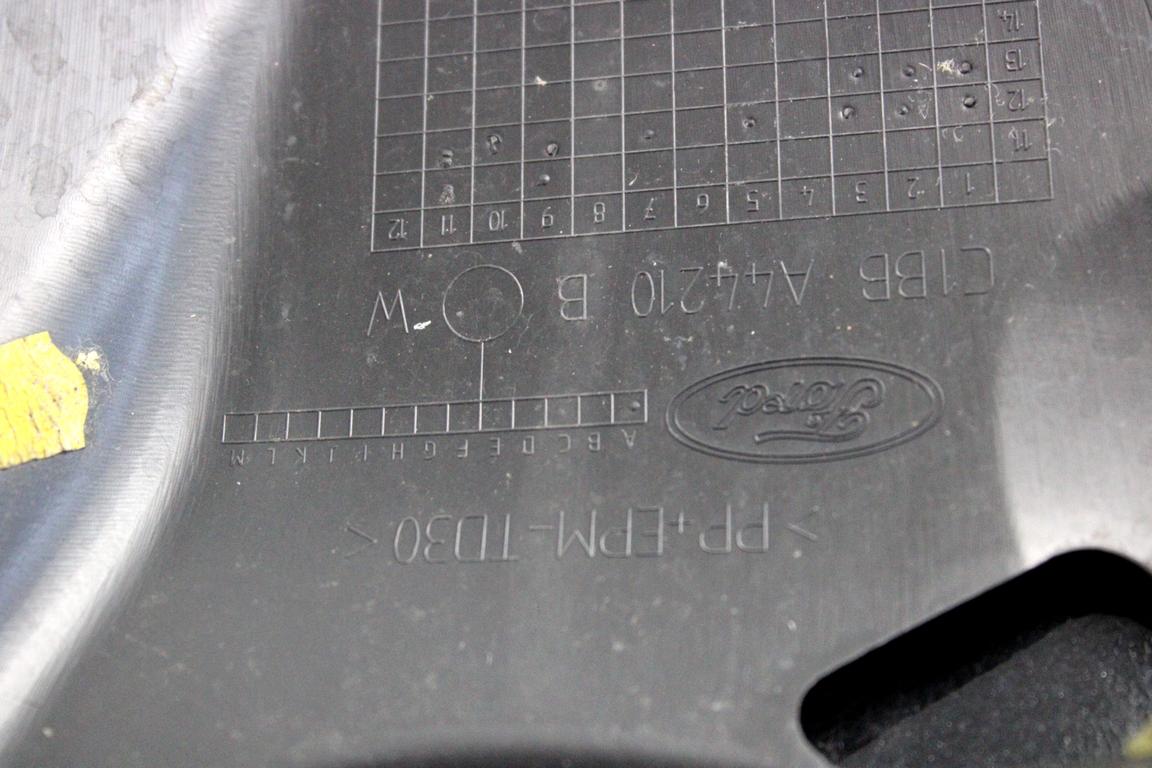 >PP+EPM-TD30<
Ford
A B C D E F G H I J K L M
C1BB A44210 B W
1 2 3 4 5 6 7 8 9 10 11 12
11
12
13
14